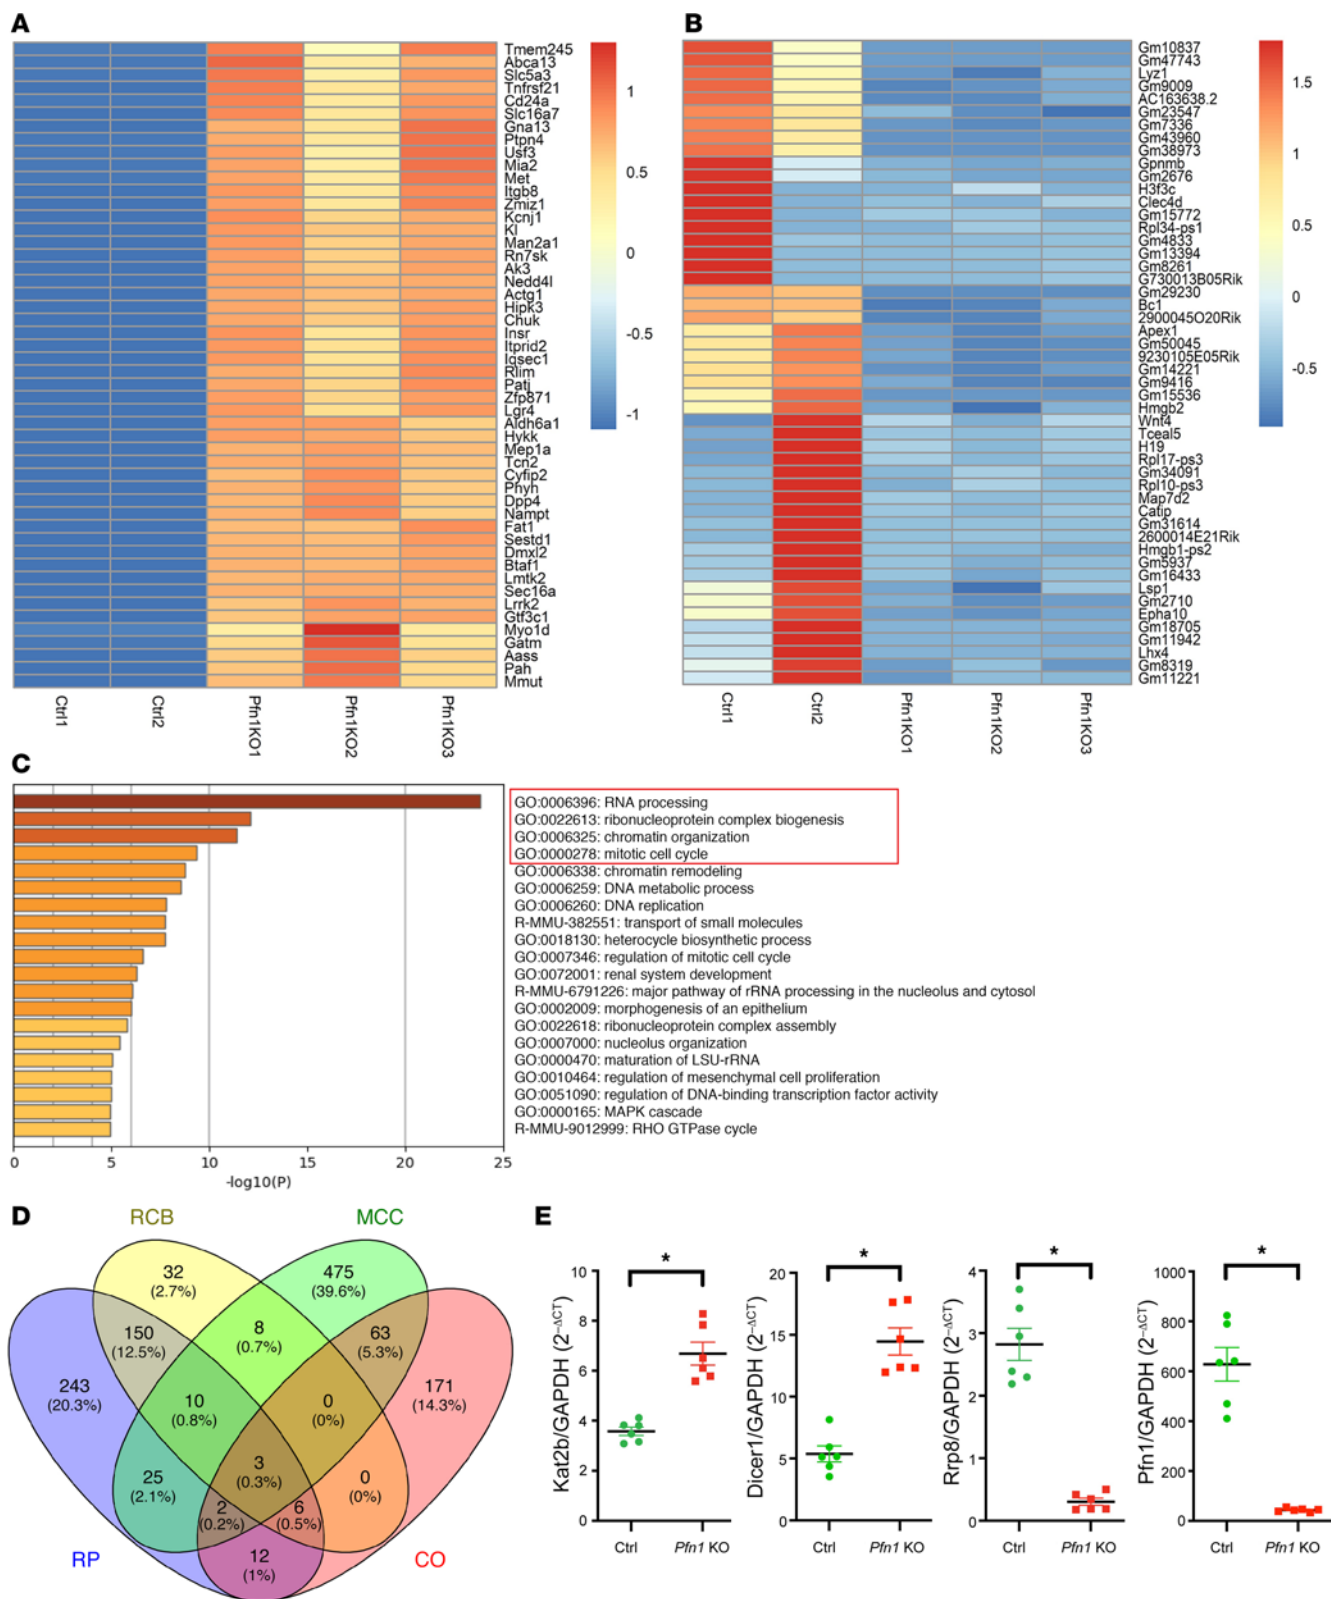 A
Tmem245
Abca13
Slc5a3
Tnfrsf21
Cd24a
Slc16a7
Gna13
Ptpn4
Usf3
Mia2
Met
Itgb8
Zmiz1
Kcnj1
Kl
Man2a1
Rn7sk
Ak3
Nedd4l
Actg1
Hipk3
Chuk
Insr
Itprid2
Iqsec1
Rlim
Patj
Zfp871
Lgr4
Aldh6a1
Hykk
Mep1a
Tcn2
Cyfip2
Phyh
Dpp4
Nampt
Fat1
Sestd1
Dmxl2
Btaf1
Lmtk2
Sec16a
Lrrk2
Gtf3c1
Myo1d
Gatm
Aass
Pah
Mmut
1
0.5
0
-0.5
-1
Ctrl1
Ctrl2
Pfn1KO1
Pfn1KO2
Pfn1KO3
B
Gm10837
Gm47743
Lyz1
Gm9009
AC163638.2
Gm23547
Gm7336
Gm43960
Gm38973
Gpnmb
Gm2676
H3f3c
Clec4d
Gm15772
Rpl34-ps1
Gm4833
Gm13394
Gm8261
G730013B05Rik
Gm29230
Bc1
2900045O20Rik
Apex1
Gm50045
9230105E05Rik
Gm14221
Gm9416
Gm15536
Hmgb2
Wnt4
Tceal5
H19
Rpl17-ps3
Gm34091
Rpl10-ps3
Map7d2
Catip
Gm31614
2600014E21Rik
Hmgb1-ps2
Gm5937
Gm16433
Lsp1
Gm2710
Epha10
Gm18705
Gm11942
Lhx4
Gm8319
Gm11221
1.5
1
0.5
0
-0.5
Ctrl1
Ctrl2
Pfn1KO1
Pfn1KO2
Pfn1KO3
C
GO:0006396: RNA processing
GO:0022613: ribonucleoprotein complex biogenesis
GO:0006325: chromatin organization
GO:0000278: mitotic cell cycle
GO:0006338: chromatin remodeling
GO:0006259: DNA metabolic process
GO:0006260: DNA replication
R-MMU-382551: transport of small molecules
GO:0018130: heterocycle biosynthetic process
GO:0007346: regulation of mitotic cell cycle
GO:0072001: renal system development
R-MMU-6791226: major pathway of rRNA processing in the nucleolus and cytosol
GO:0002009: morphogenesis of an epithelium
GO:0022618: ribonucleoprotein complex assembly
GO:0007000: nucleolus organization
GO:0000470: maturation of LSU-rRNA
GO:0010464: regulation of mesenchymal cell proliferation
GO:0051090: regulation of DNA-binding transcription factor activity
GO:0000165: MAPK cascade
R-MMU-9012999: RHO GTPase cycle
0 5 10 15 20 25
-log10(P)
D
RCB
MCC
32
(2.7%)
475
(39.6%)
150
(12.5%)
8
(0.7%)
63
(5.3%)
243
(20.3%)
10
(0.8%)
0
(0%)
171
(14.3%)
25
(2.1%)
3
(0.3%)
0
(0%)
2
(0.2%)
6
(0.5%)
12
(1%)
RP
CO
E
Kat2b/GAPDH (2−ΔCT)
10
8
6
4
2
0
*
Ctrl
Pfn1 KO
Dicer1/GAPDH (2−ΔCT)
20
15
10
5
0
*
Ctrl
Pfn1 KO
Rrp8/GAPDH (2−ΔCT)
4
3
2
1
0
*
Ctrl
Pfn1 KO
Pfn1/GAPDH (2−ΔCT)
1000
800
600
400
200
0
*
Ctrl
Pfn1 KO